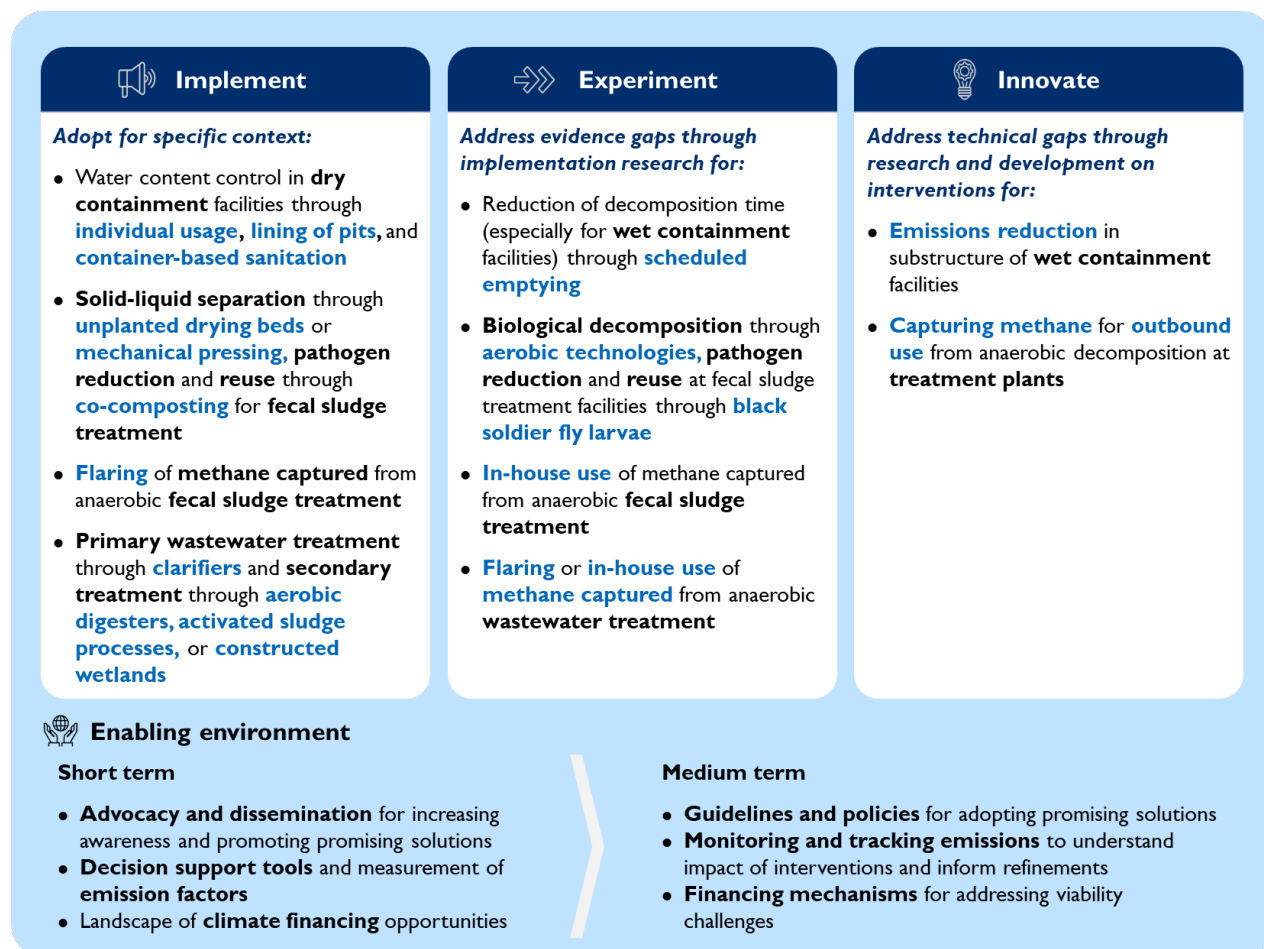 Implement
Adopt for specific context:
• Water content control in dry
containment facilities through
individual usage, lining of pits, and
container-based sanitation
• Solid-liquid separation through
unplanted drying beds or
mechanical pressing, pathogen
reduction and reuse through
co-composting for fecal sludge
treatment
• Flaring of methane captured from
anaerobic fecal sludge treatment
• Primary wastewater treatment
through clarifiers and secondary
treatment through aerobic
digesters, activated sludge
processes, or constructed
wetlands
Experiment
Address evidence gaps through
implementation research for:
• Reduction of decomposition time
(especially for wet containment
facilities) through scheduled
emptying
• Biological decomposition through
aerobic technologies, pathogen
reduction and reuse at fecal sludge
treatment facilities through black
soldier fly larvae
• In-house use of methane captured
from anaerobic fecal sludge
treatment
• Flaring or in-house use of
methane captured from anaerobic
wastewater treatment
Innovate
Address technical gaps through
research and development on
interventions for:
• Emissions reduction in
substructure of wet containment
facilities
• Capturing methane for outbound
use from anaerobic decomposition at
treatment plants
Enabling environment
Short term
• Advocacy and dissemination for increasing
awareness and promoting promising solutions
• Decision support tools and measurement of
emission factors
• Landscape of climate financing opportunities
Medium term
• Guidelines and policies for adopting promising solutions
• Monitoring and tracking emissions to understand
impact of interventions and inform refinements
• Financing mechanisms for addressing viability
challenges